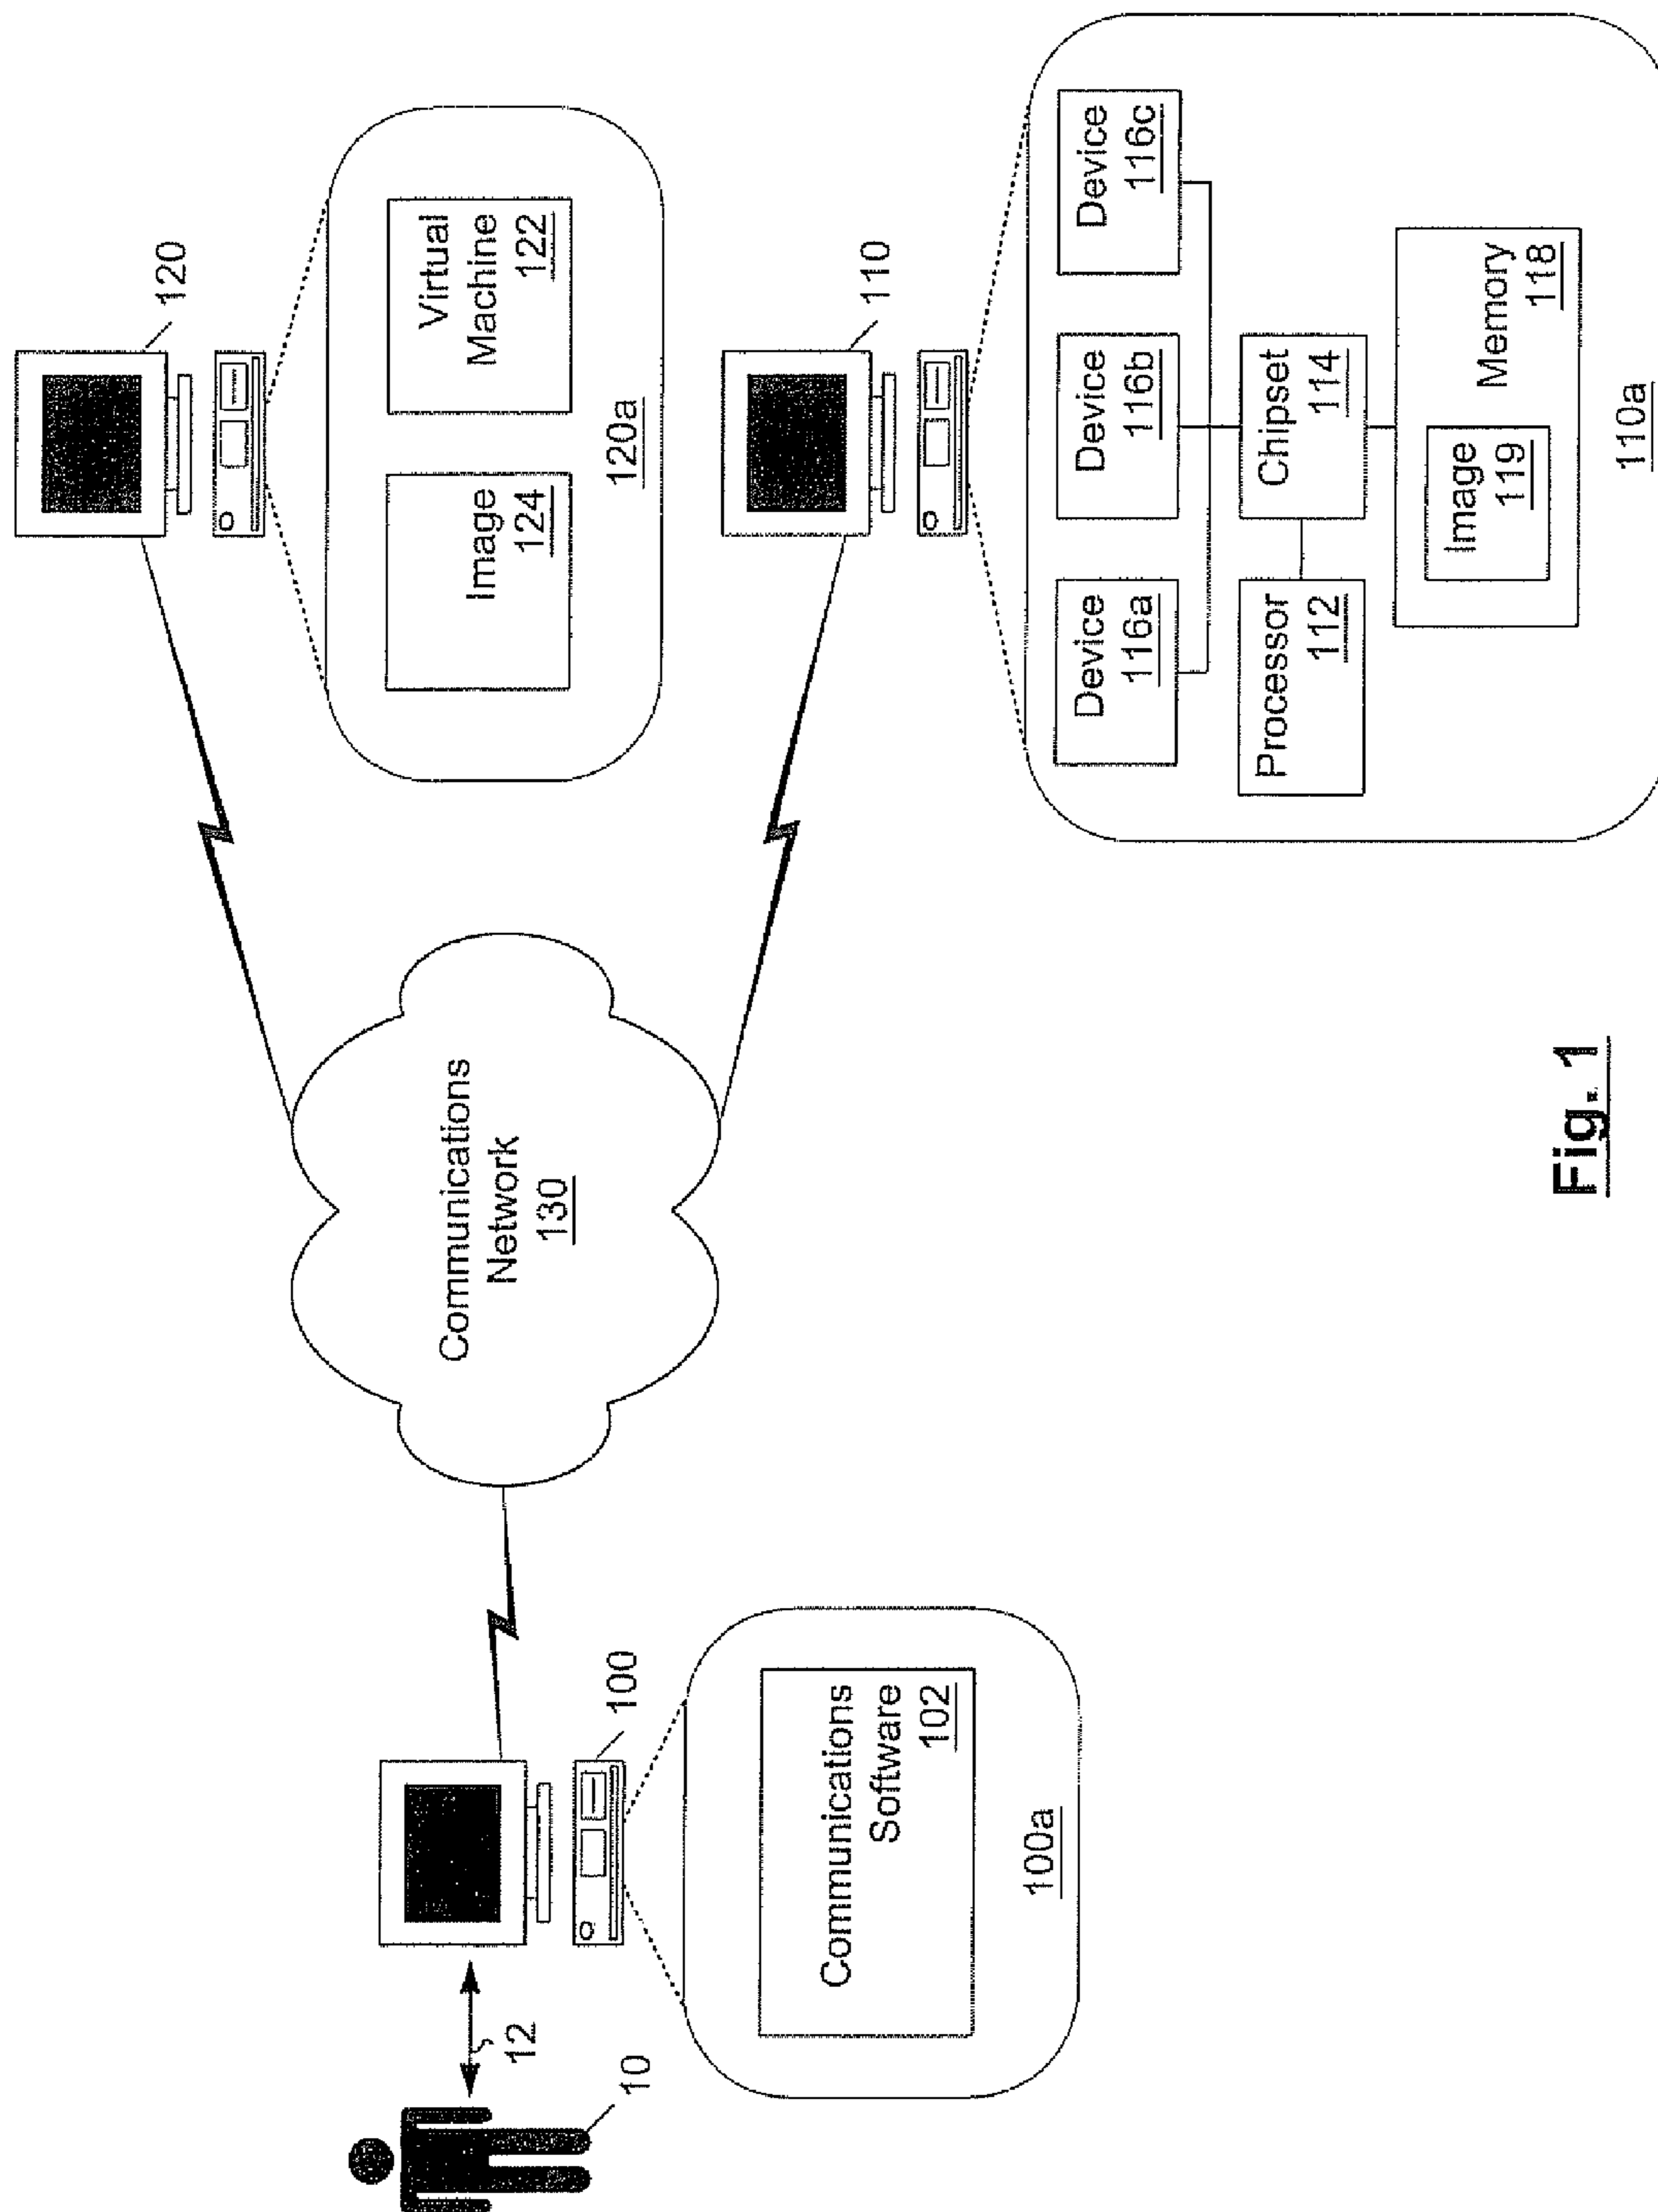 10
12
100
Communications
Software
102
100a
Communications
Network
130
120
Image
124
Virtual
Machine
122
120a
110
Device
116a
Device
116b
Device
116c
Processor
112
Chipset
114
Image
119
Memory
118
110a
Fig. 1